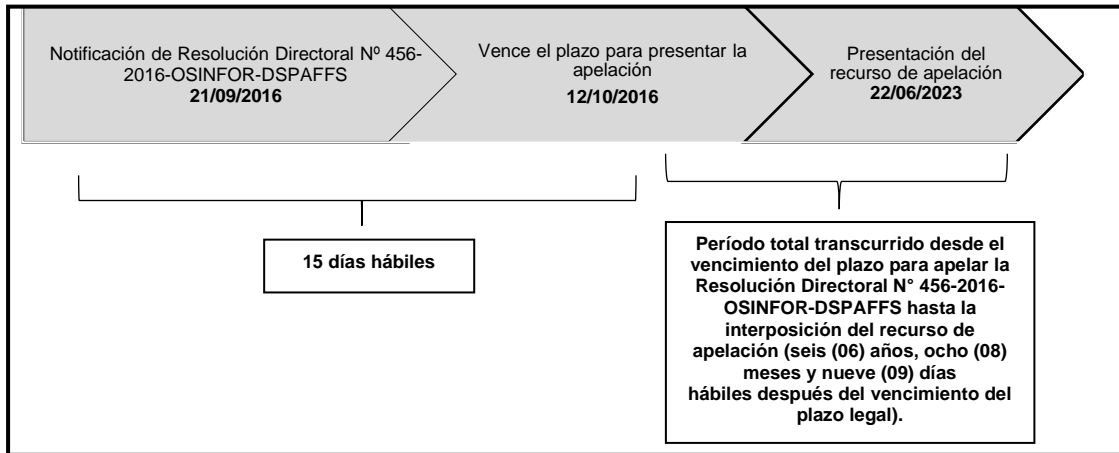 Notificación de Resolución Directoral Nº 456-
2016-OSINFOR-DSPAFFS
21/09/2016
Vence el plazo para presentar la
apelación
12/10/2016
Presentación del
recurso de apelación
22/06/2023
15 días hábiles
Período total transcurrido desde el
vencimiento del plazo para apelar la
Resolución Directoral N° 456-2016-
OSINFOR-DSPAFFS hasta la
interposición del recurso de
apelación (seis (06) años, ocho (08)
meses y nueve (09) días
hábiles después del vencimiento del
plazo legal).